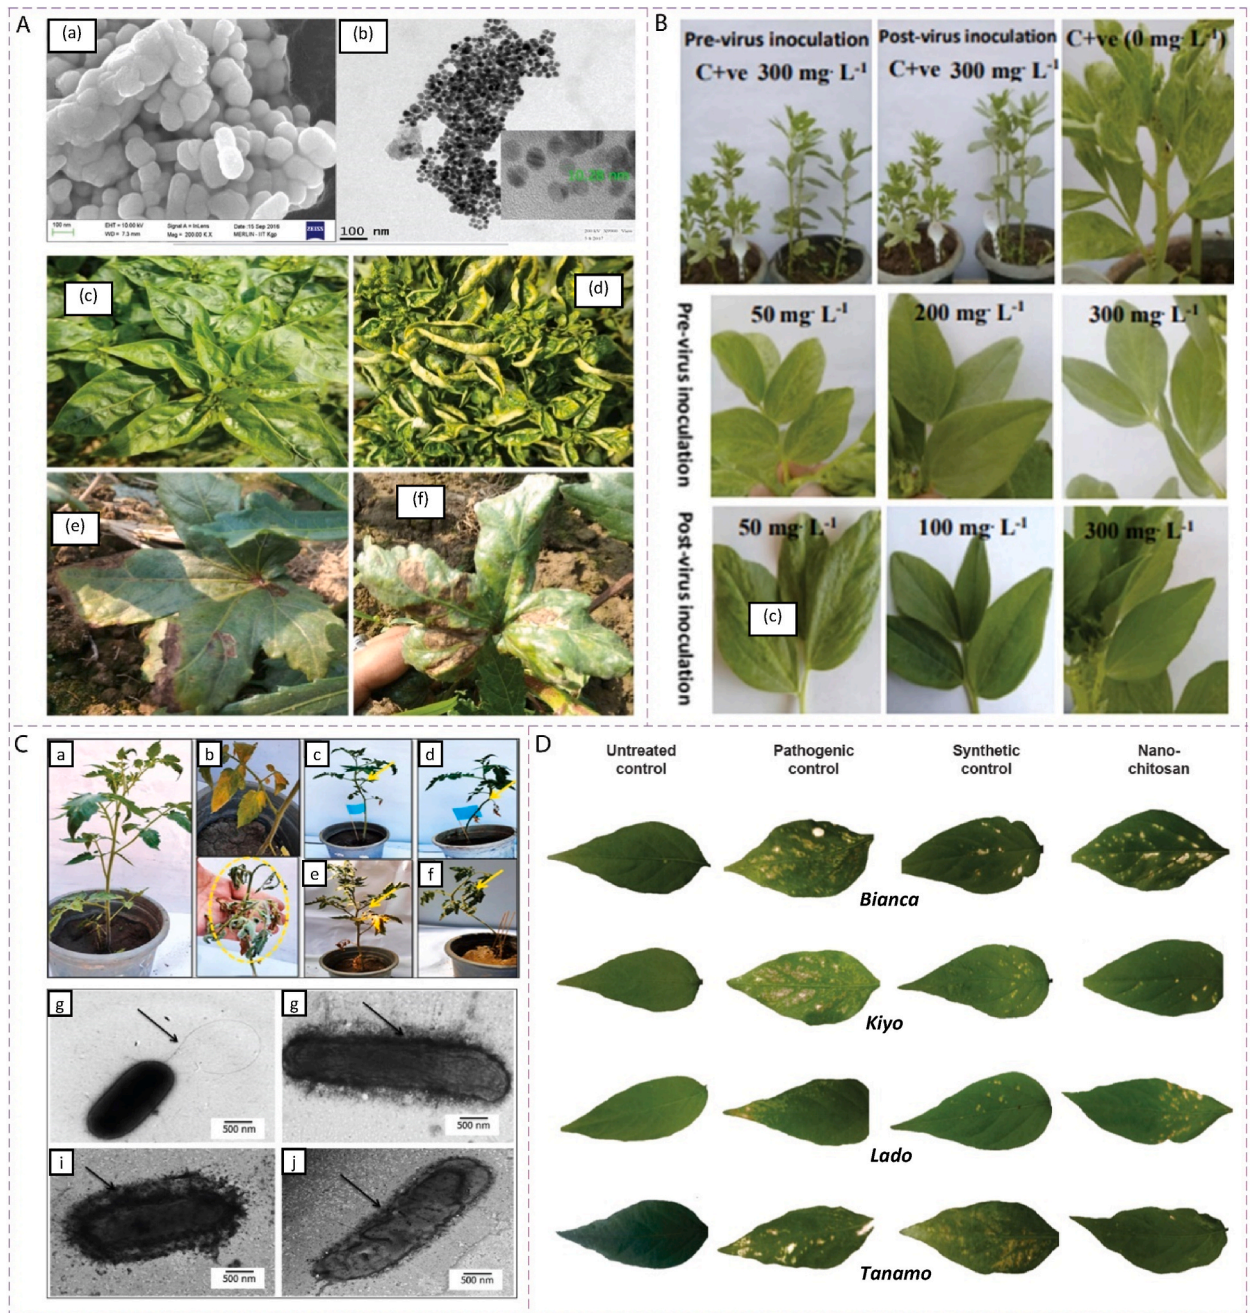 A
(a)
100 nm
EHT = 10.00 kV
WD = 7.3 mm
Signal A = InLens
Mag = 200.00 K X
Date :15 Sep 2016
MERLIN - IIT Kgp
ZEISS
(b)
100 nm
(c)
(d)
(e)
(f)
B
Pre-virus inoculation
C+ve 300 mg· L-1
Post-virus inoculation
C+ve 300 mg· L-1
C+ve (0 mg· L-1)
Pre-virus inoculation
50 mg· L-1
200 mg· L-1
300 mg· L-1
Post-virus inoculation
50 mg· L-1
(c)
100 mg· L-1
300 mg· L-1
C
a
b
c
d
e
f
g
500 nm
g
500 nm
i
500 nm
j
500 nm
D
Untreated
control
Pathogenic
control
Synthetic
control
Nano-
chitosan
Bianca
Kiyo
Lado
Tanamo